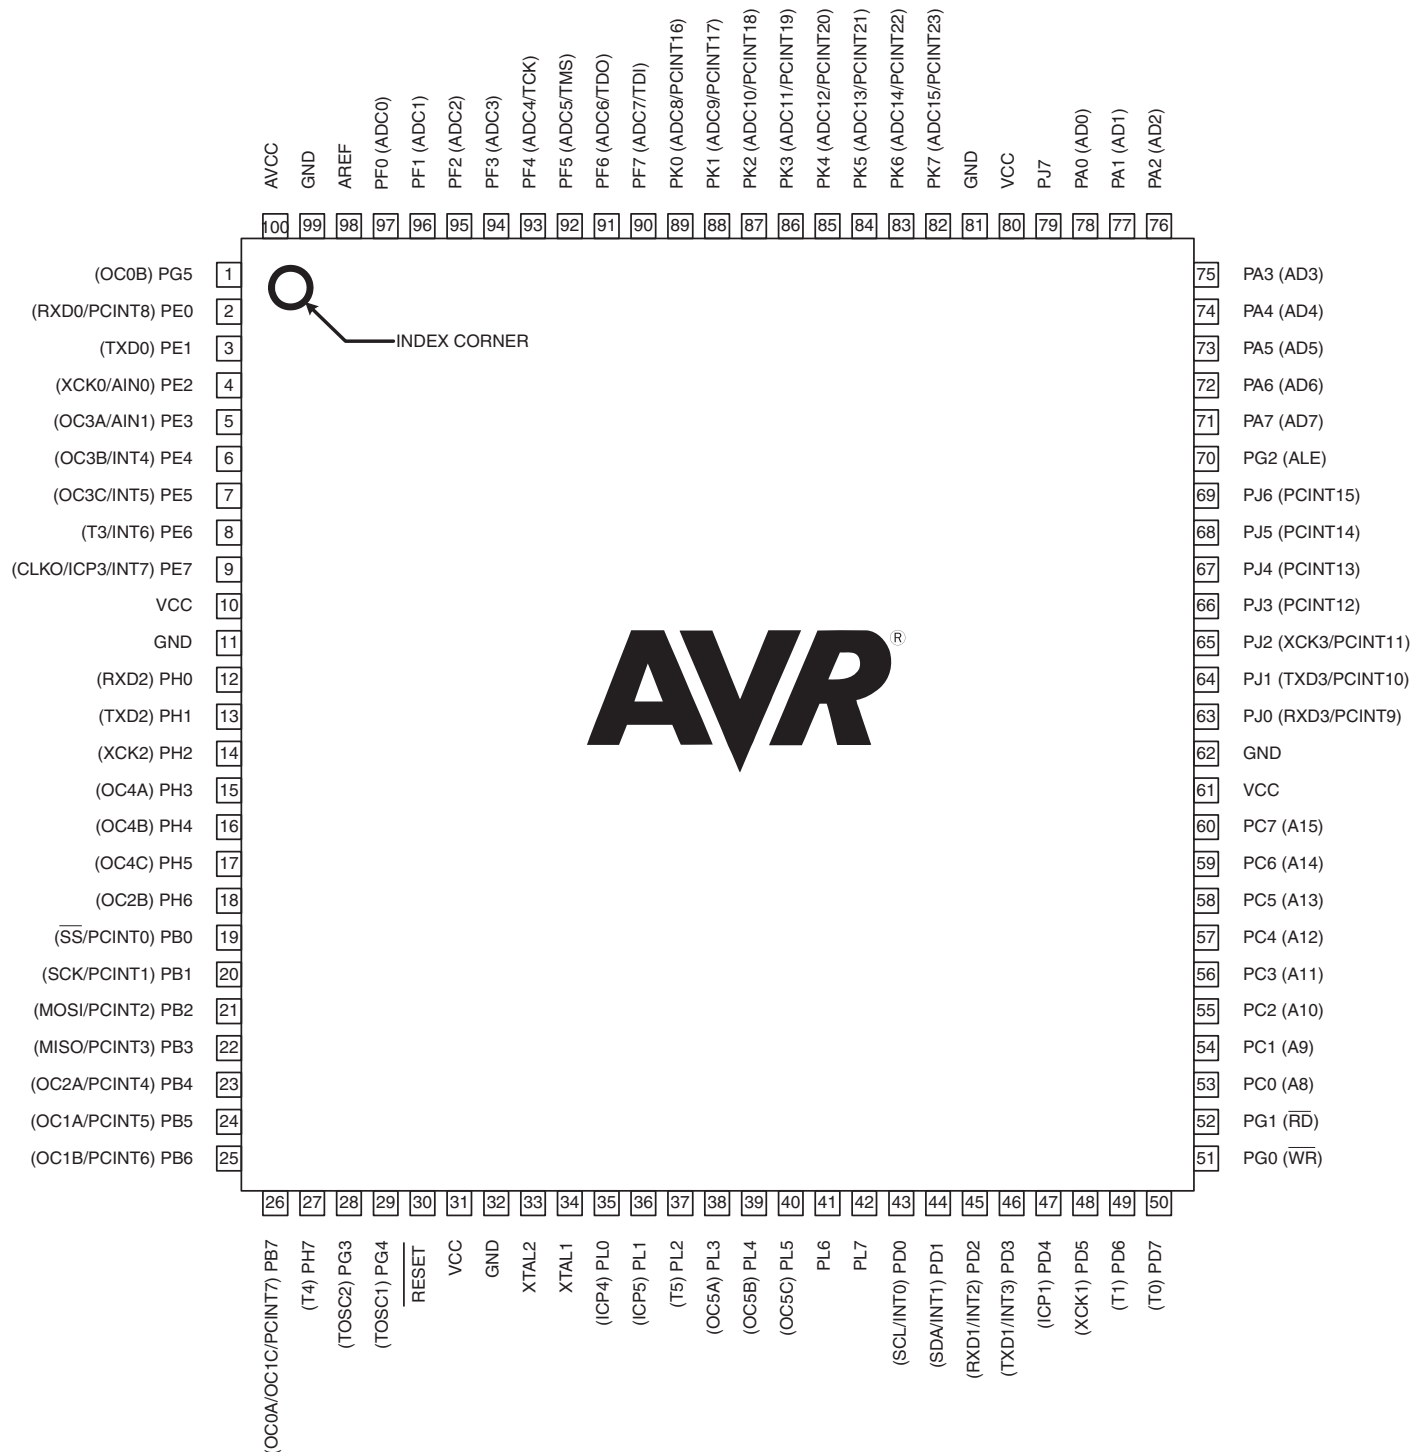 AVCC
GND
AREF
PF0 (ADC0)
PF1 (ADC1)
PF2 (ADC2)
PF3 (ADC3)
PF4 (ADC4/TCK)
PF5 (ADC5/TMS)
PF6 (ADC6/TDO)
PF7 (ADC7/TDI)
PK0 (ADC8/PCINT16)
PK1 (ADC9/PCINT17)
PK2 (ADC10/PCINT18)
PK3 (ADC11/PCINT19)
PK4 (ADC12/PCINT20)
PK5 (ADC13/PCINT21)
PK6 (ADC14/PCINT22)
PK7 (ADC15/PCINT23)
GND
VCC
PJ7
PA0 (AD0)
PA1 (AD1)
PA2 (AD2)
100 99 98 97 96 95 94 93 92 91 90 89 88 87 86 85 84 83 82 81 80 79 78 77 76
(OC0B) PG5 1
(RXD0/PCINT8) PE0 2
(TXD0) PE1 3
(XCK0/AIN0) PE2 4
(OC3A/AIN1) PE3 5
(OC3B/INT4) PE4 6
(OC3C/INT5) PE5 7
(T3/INT6) PE6 8
(CLKO/ICP3/INT7) PE7 9
VCC 10
GND 11
(RXD2) PH0 12
(TXD2) PH1 13
(XCK2) PH2 14
(OC4A) PH3 15
(OC4B) PH4 16
(OC4C) PH5 17
(OC2B) PH6 18
(SS/PCINT0) PB0 19
(SCK/PCINT1) PB1 20
(MOSI/PCINT2) PB2 21
(MISO/PCINT3) PB3 22
(OC2A/PCINT4) PB4 23
(OC1A/PCINT5) PB5 24
(OC1B/PCINT6) PB6 25
INDEX CORNER
AVR®
75 PA3 (AD3)
74 PA4 (AD4)
73 PA5 (AD5)
72 PA6 (AD6)
71 PA7 (AD7)
70 PG2 (ALE)
69 PJ6 (PCINT15)
68 PJ5 (PCINT14)
67 PJ4 (PCINT13)
66 PJ3 (PCINT12)
65 PJ2 (XCK3/PCINT11)
64 PJ1 (TXD3/PCINT10)
63 PJ0 (RXD3/PCINT9)
62 GND
61 VCC
60 PC7 (A15)
59 PC6 (A14)
58 PC5 (A13)
57 PC4 (A12)
56 PC3 (A11)
55 PC2 (A10)
54 PC1 (A9)
53 PC0 (A8)
52 PG1 (RD)
51 PG0 (WR)
26 27 28 29 30 31 32 33 34 35 36 37 38 39 40 41 42 43 44 45 46 47 48 49 50
(OC0A/OC1C/PCINT7) PB7
(T4) PH7
(TOSC2) PG3
(TOSC1) PG4
RESET
VCC
GND
XTAL2
XTAL1
(ICP4) PL0
(ICP5) PL1
(T5) PL2
(OC5A) PL3
(OC5B) PL4
(OC5C) PL5
PL6
PL7
(SCL/INT0) PD0
(SDA/INT1) PD1
(RXD1/INT2) PD2
(TXD1/INT3) PD3
(ICP1) PD4
(XCK1) PD5
(T1) PD6
(T0) PD7